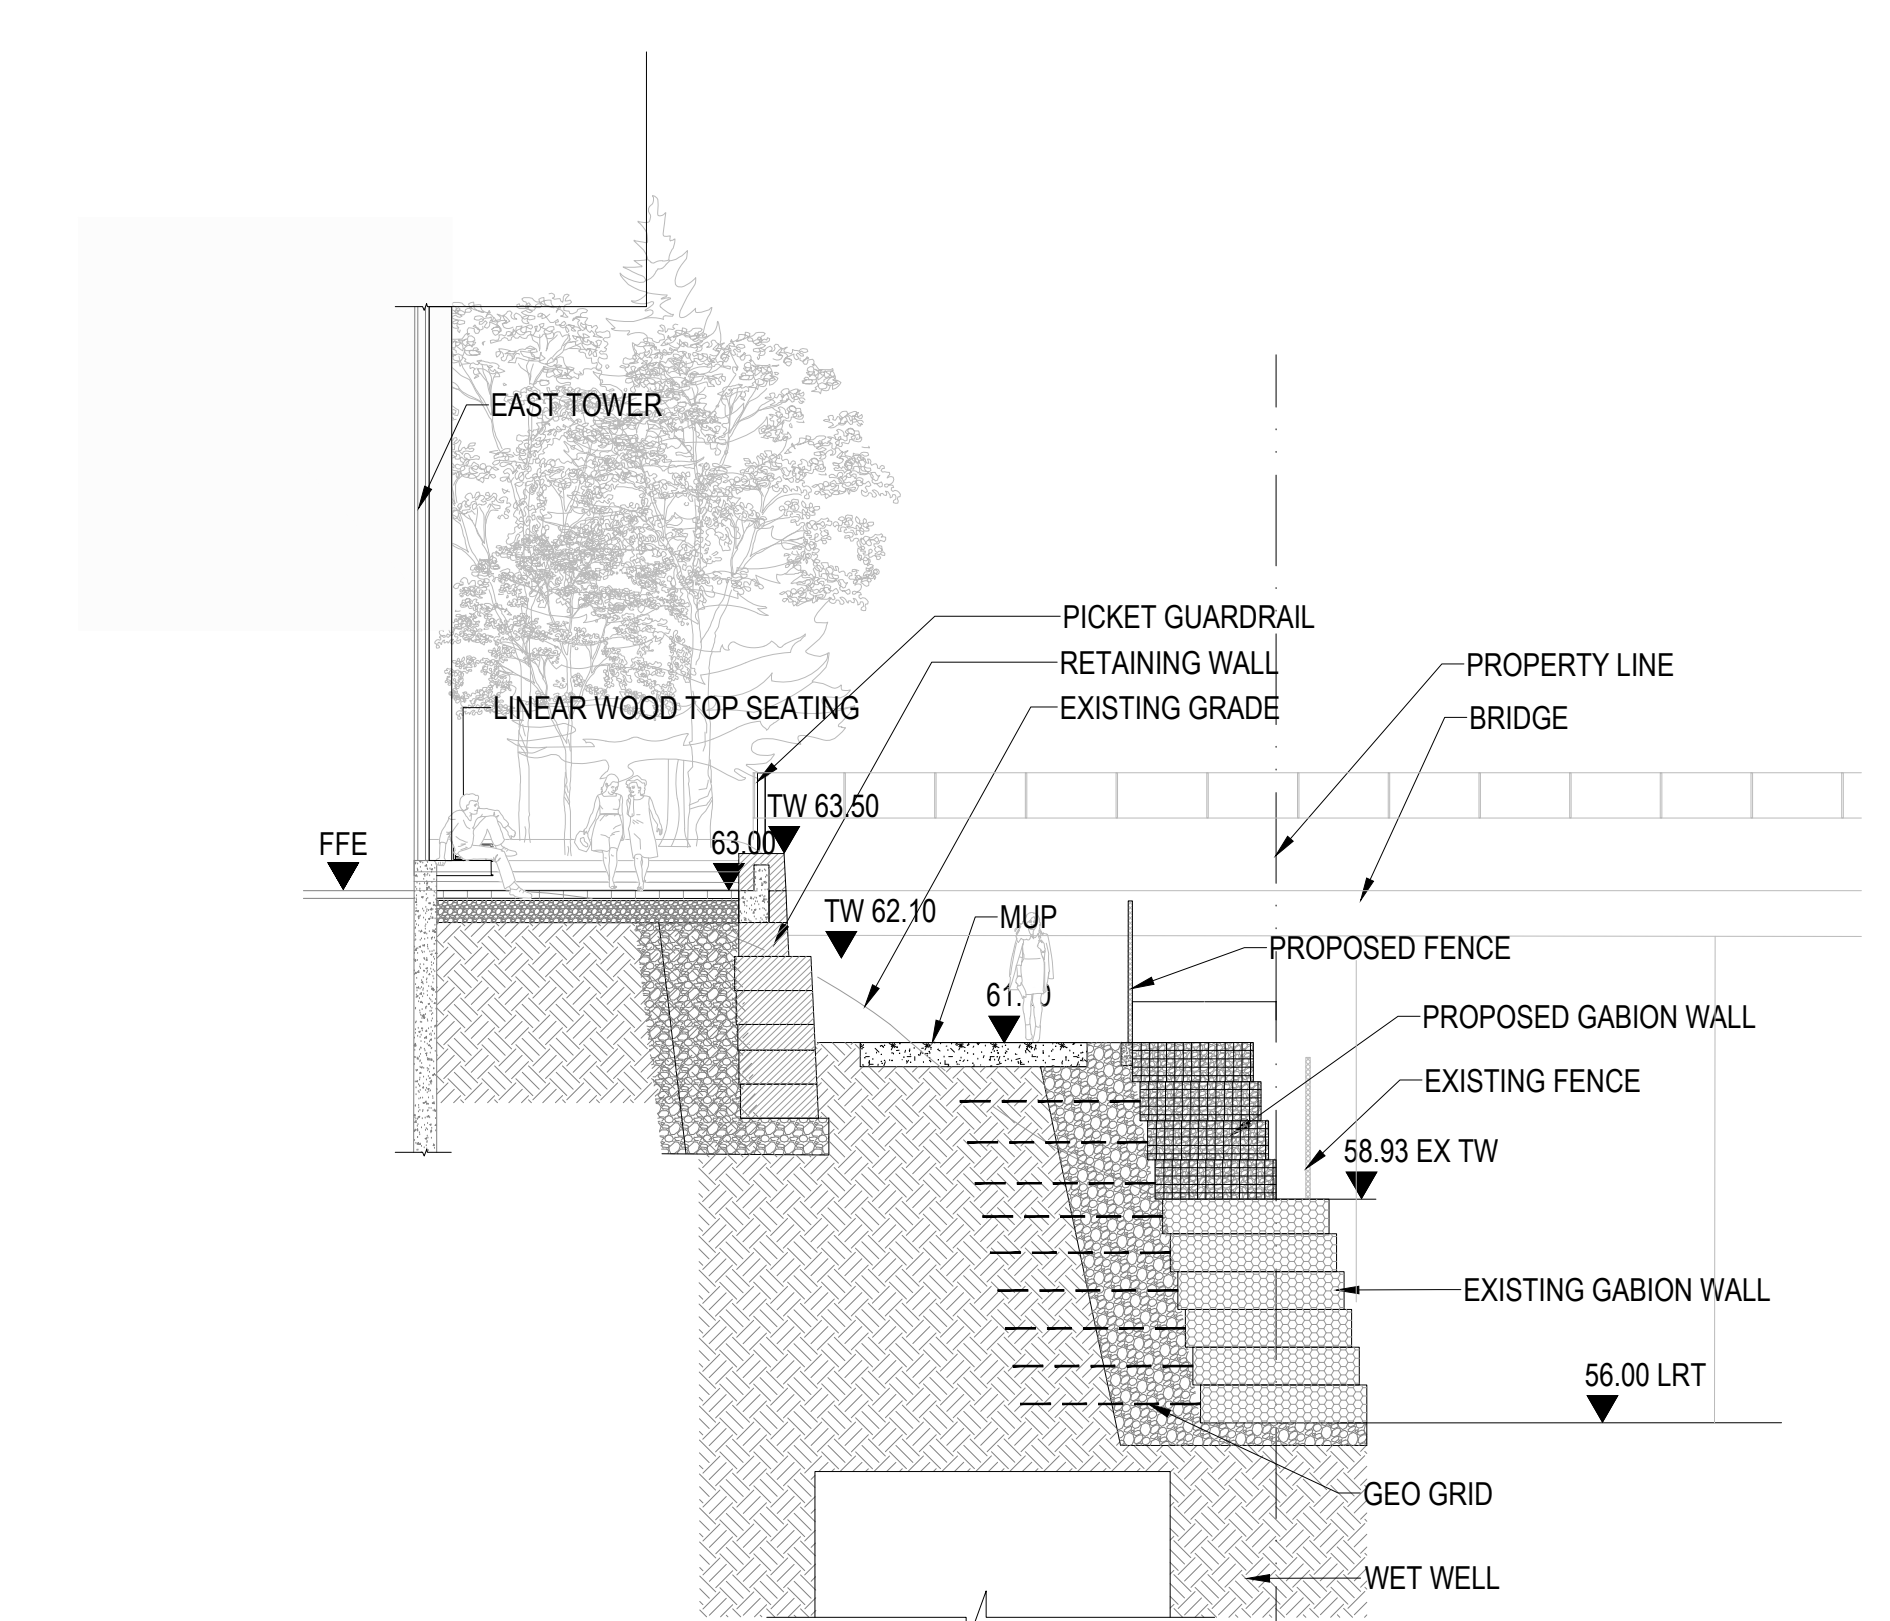 EAST TOWER
PICKET GUARDRAIL
RETAINING WALL
PROPERTY LINE
LINEAR WOOD TOP SEATING
EXISTING GRADE
BRIDGE
TW 63.50
FFE
63.00
TW 62.10
MUP
PROPOSED FENCE
PROPOSED GABION WALL
EXISTING FENCE
58.93 EX TW
EXISTING GABION WALL
56.00 LRT
GEO GRID
WET WELL